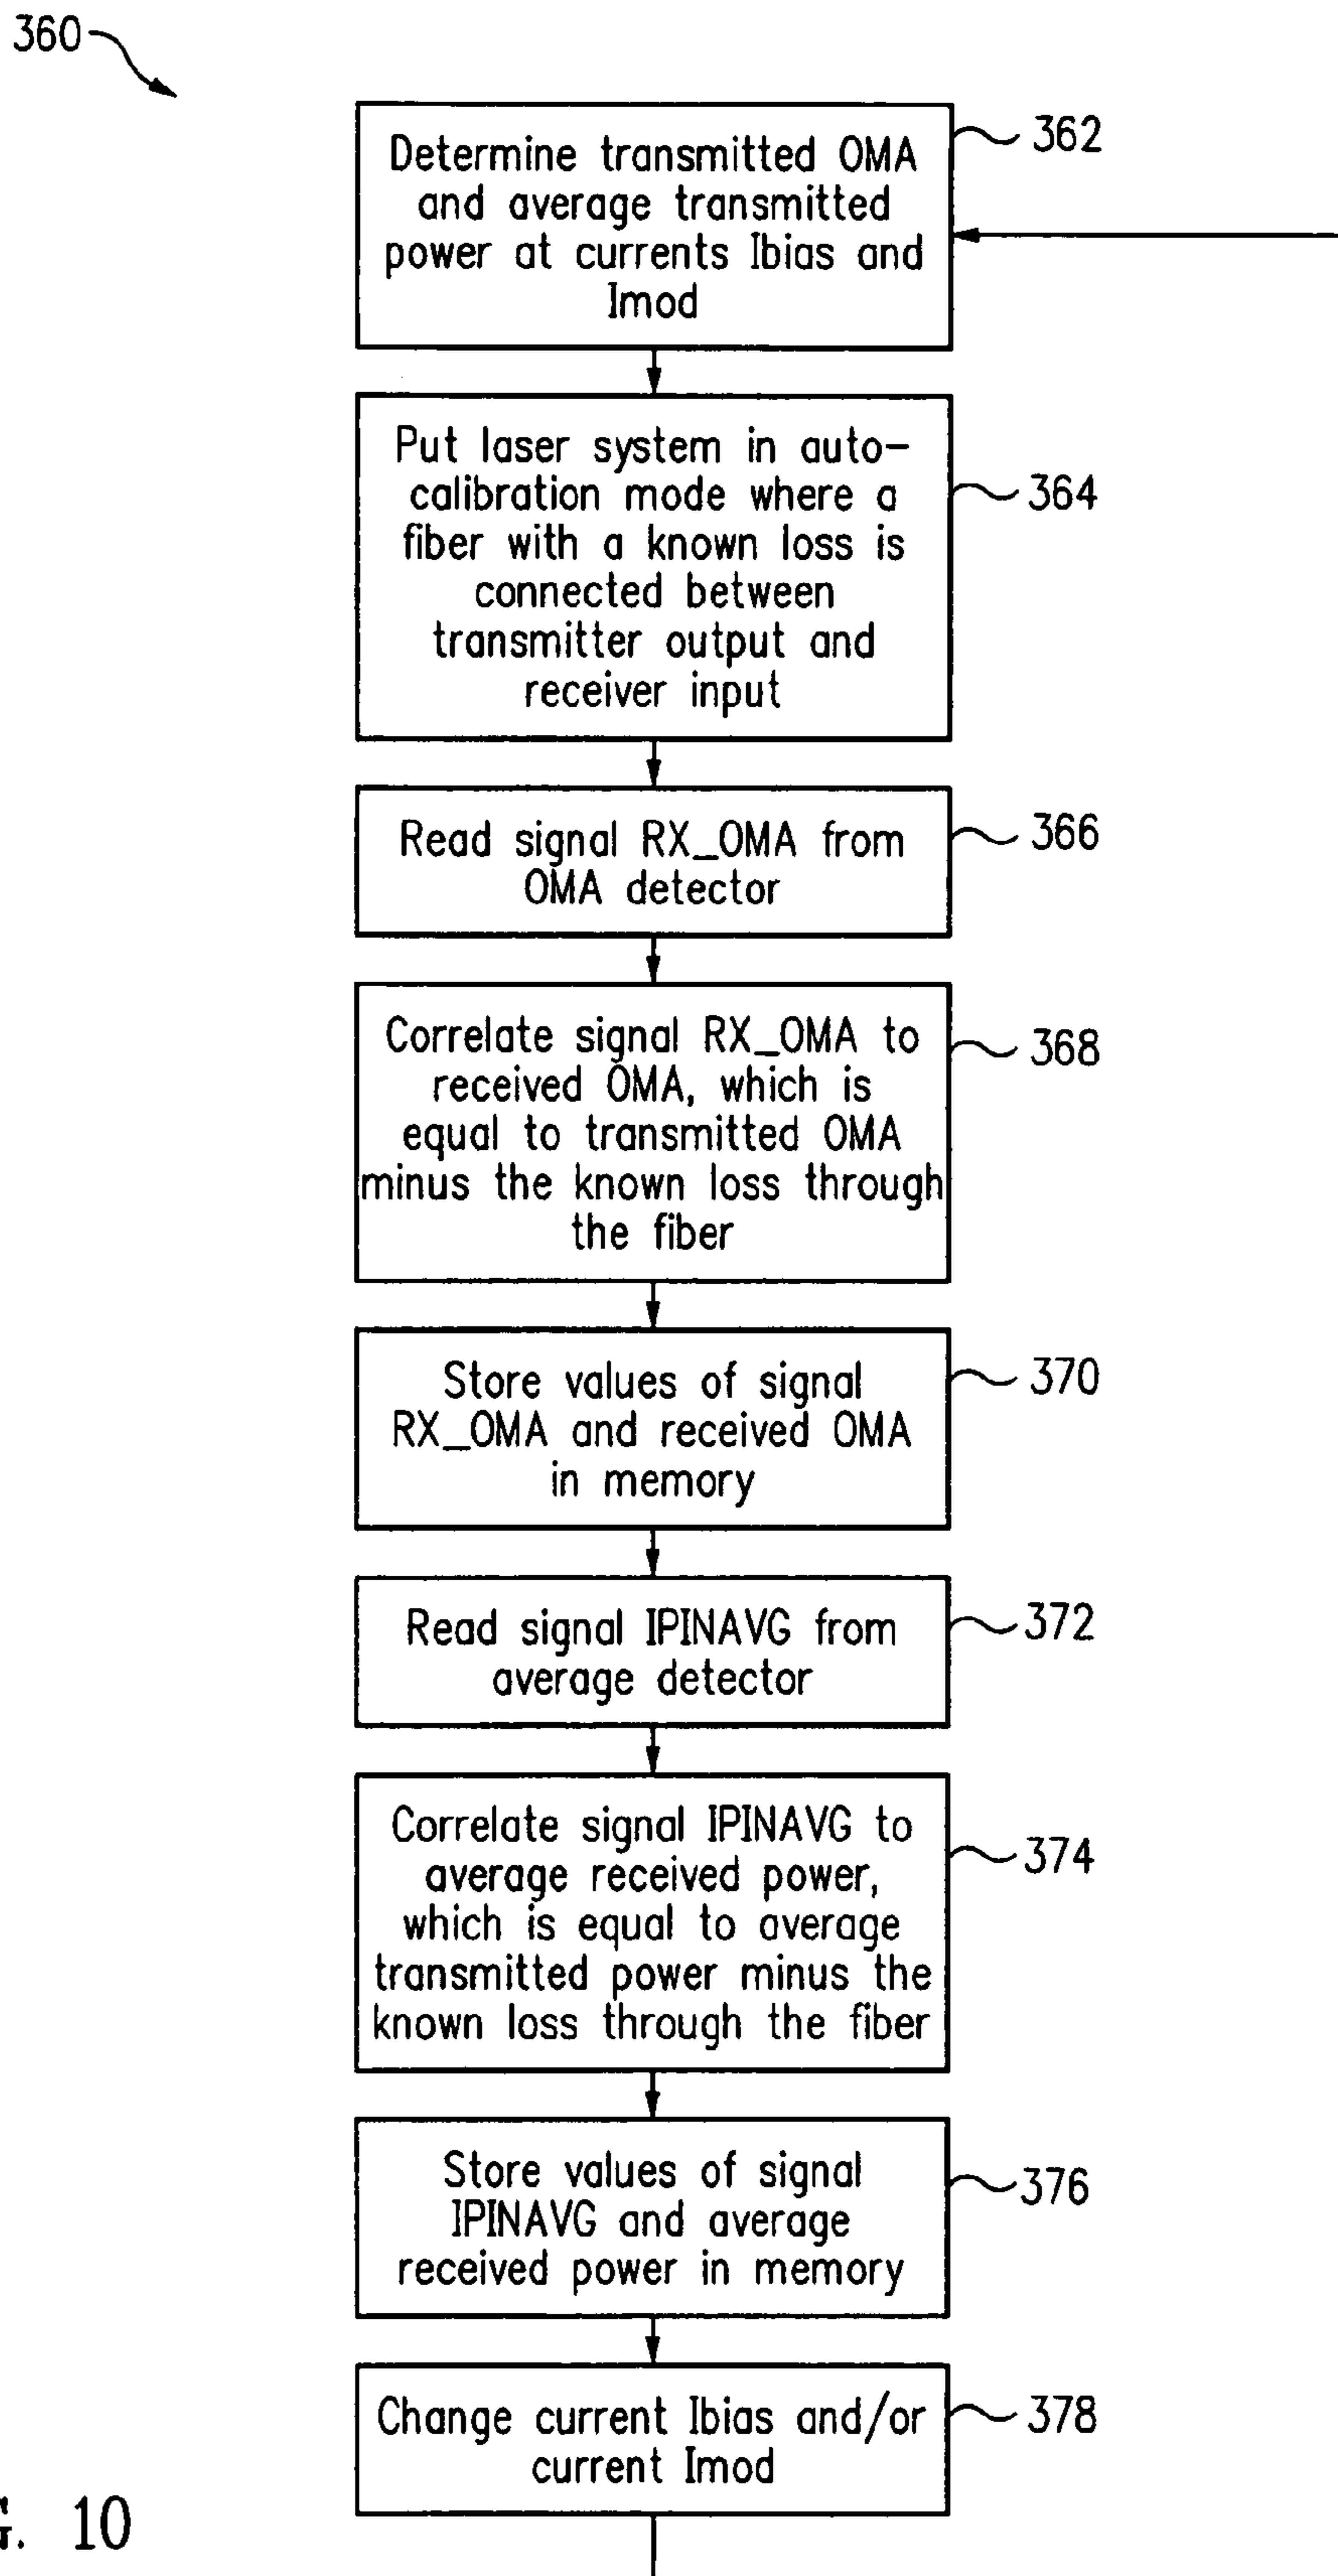 360
Determine transmitted OMA
and average transmitted
power at currents Ibias and
Imod
362
Put laser system in auto-
calibration mode where a
fiber with a known loss is
connected between
transmitter output and
receiver input
364
Read signal RX_OMA from
OMA detector
366
Correlate signal RX_OMA to
received OMA, which is
equal to transmitted OMA
minus the known loss through
the fiber
368
Store values of signal
RX_OMA and received OMA
in memory
370
Read signal IPINAVG from
average detector
372
Correlate signal IPINAVG to
average received power,
which is equal to average
transmitted power minus the
known loss through the fiber
374
Store values of signal
IPINAVG and average
received power in memory
376
Change current Ibias and/or
current Imod
378
G. 10